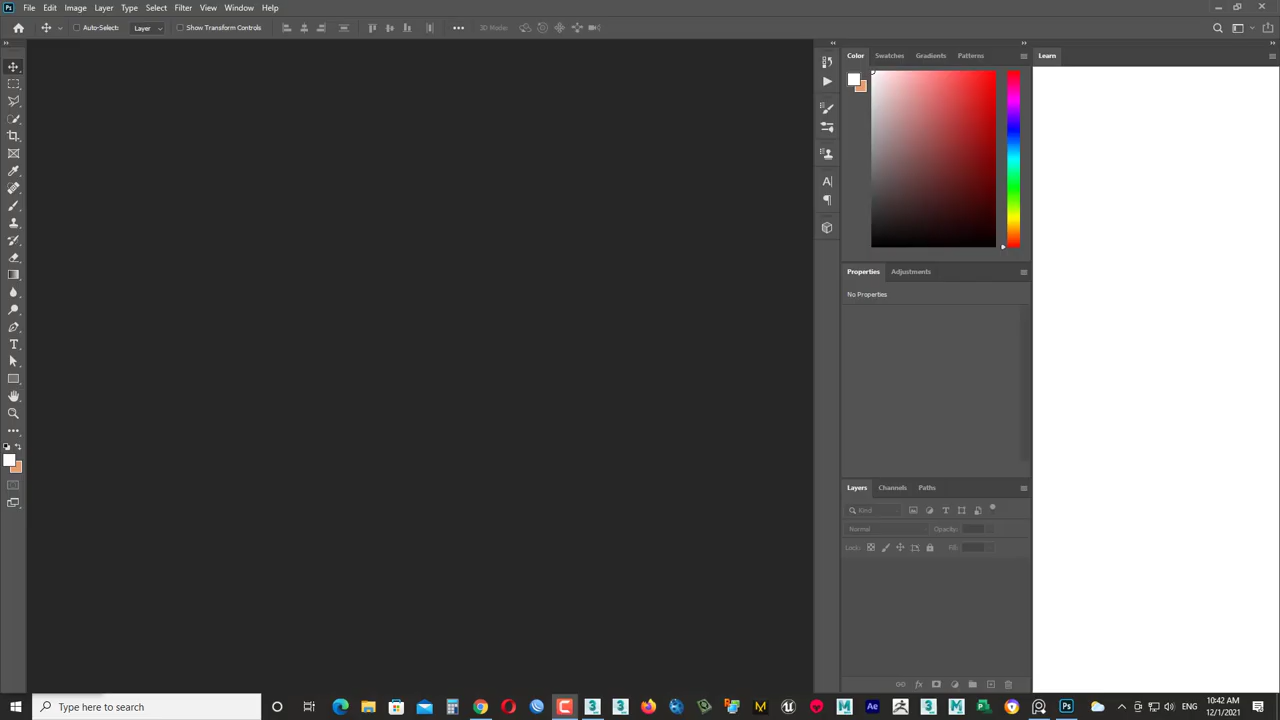 Ps File Edit Image Layer Type Select Filter View Window Help
Auto-Select: Layer Show Transform Controls 3D Mode:
Color Swatches Gradients Patterns Learn
Properties Adjustments
No Properties
Layers Channels Paths
Kind
Normal Opacity:
Lock: Fill:
Type here to search
ENG
10:42 AM
12/1/2021